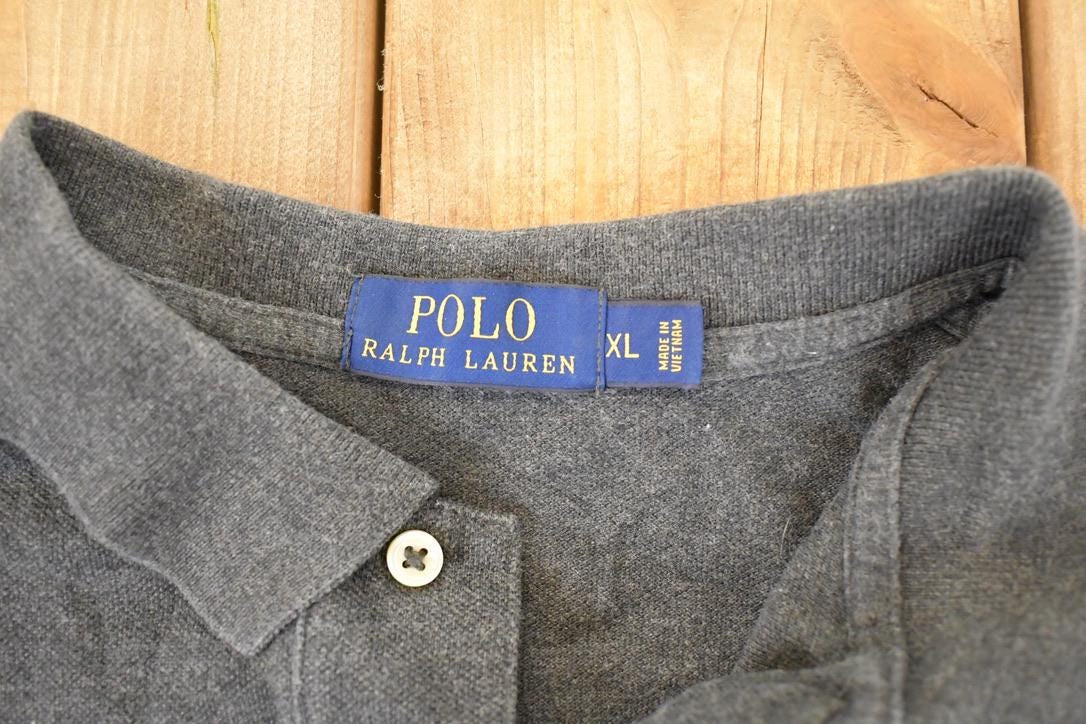 POLO
RALPH LAUREN
XL
MADE IN
VIETNAM